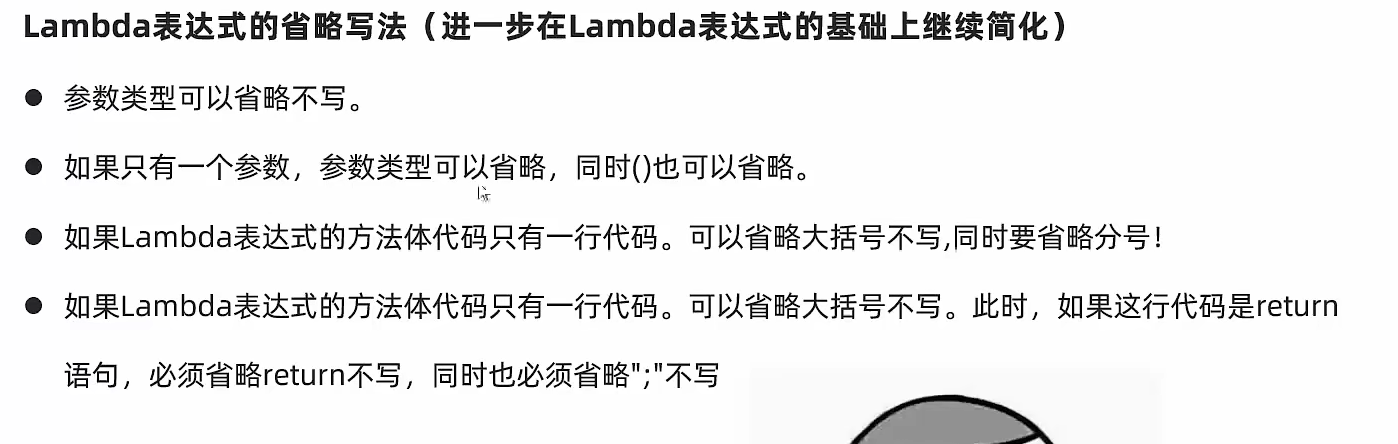 Lambda表达式的省略写法（进一步在Lambda表达式的基础上继续简化）
● 参数类型可以省略不写。
● 如果只有一个参数，参数类型可以省略，同时()也可以省略。
● 如果Lambda表达式的方法体代码只有一行代码。可以省略大括号不写,同时要省略分号！
● 如果Lambda表达式的方法体代码只有一行代码。可以省略大括号不写。此时，如果这行代码是return
语句，必须省略return不写，同时也必须省略";"不写